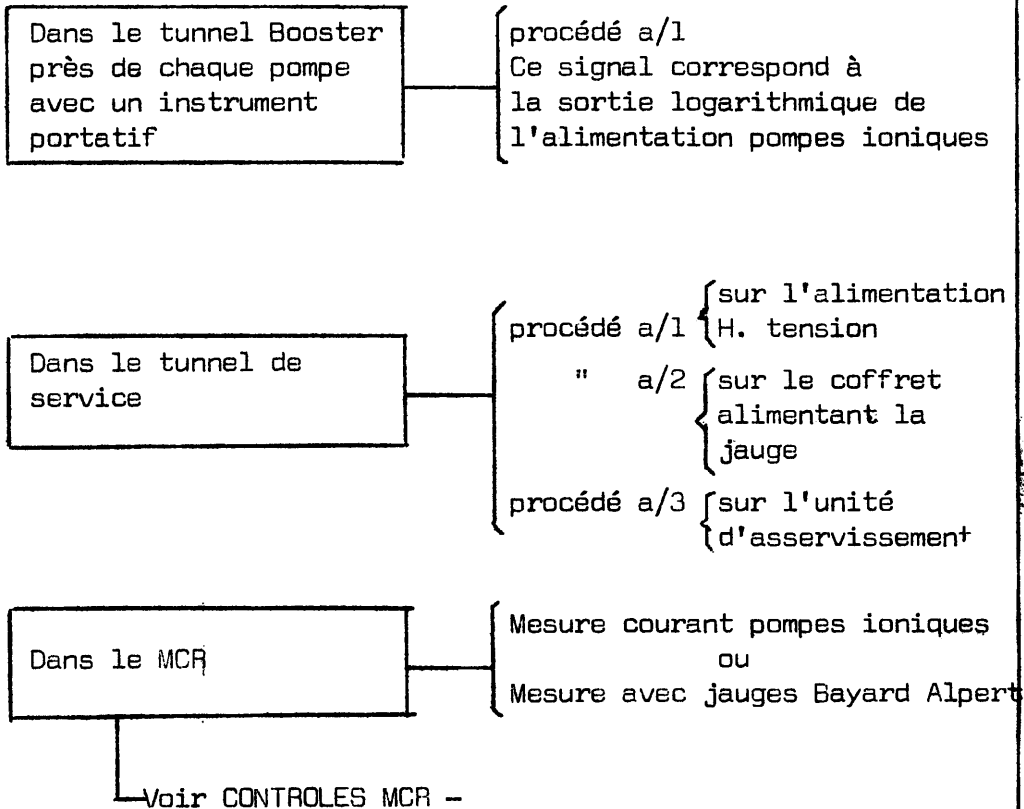 Dans le tunnel Booster
près de chaque pompe
avec un instrument
portatif
procédé a/1
Ce signal correspond à
la sortie logarithmique de
l'alimentation pompes ioniques
Dans le tunnel de
service
procédé a/1
sur l'alimentation
H. tension
" a/2
sur le coffret
alimentant la
jauge
procédé a/3
sur l'unité
d'asservissement
Dans le MCR
Mesure courant pompes ioniques
ou
Mesure avec jauges Bayard Alpert
Voir CONTROLES MCR –